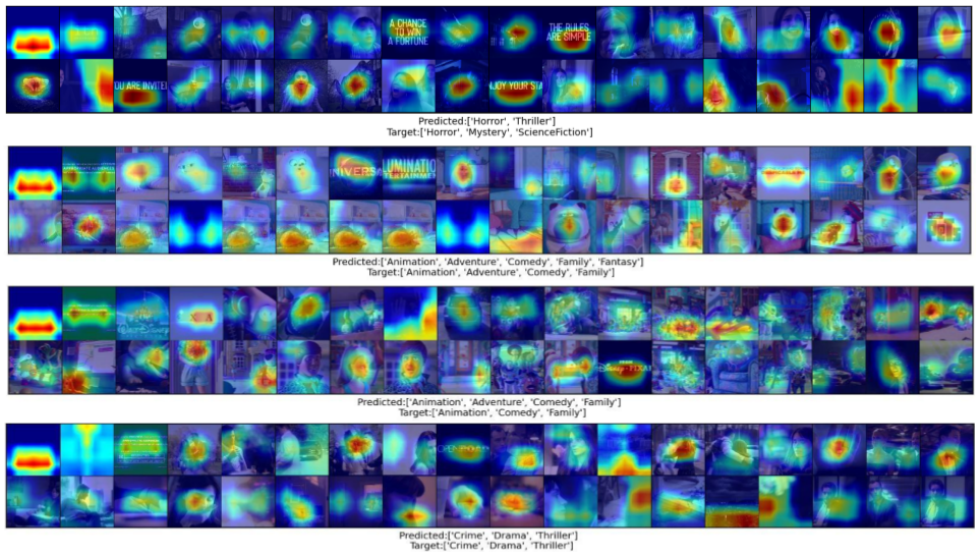 A CHANCE
TO WIN
A FORTUNE
THE RULES
ARE SIMPLE
OU ARE INVITE
JOY YOUR STA
Predicted:['Horror', 'Thriller']
Target:['Horror', 'Mystery', 'ScienceFiction']
NIVERS
LUMINATIO
Predicted:['Animation', 'Adventure', 'Comedy', 'Family', 'Fantasy']
Target:['Animation', 'Adventure', 'Comedy', 'Family']
Predicted:['Animation', 'Adventure', 'Comedy', 'Family']
Target:['Animation', 'Comedy', 'Family']
Predicted:['Crime', 'Drama', 'Thriller']
Target:['Crime', 'Drama', 'Thriller']